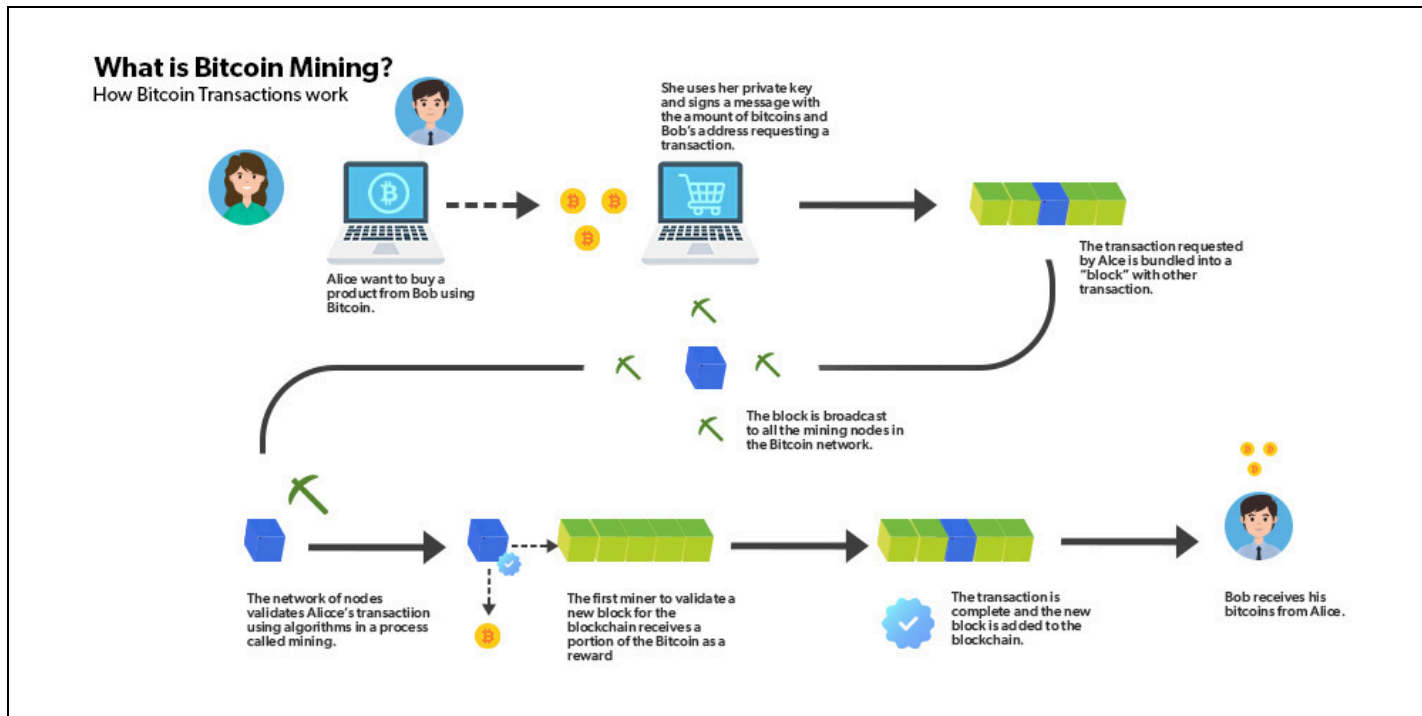 What is Bitcoin Mining?
How Bitcoin Transactions work
She uses her private key
and signs a message with
the amount of bitcoins and
Bob's address requesting a
transaction.
Alice want to buy a
product from Bob using
Bitcoin.
The transaction requested
by Alce is bundled into a
“block” with other
transaction.
The block is broadcast
to all the mining nodes in
the Bitcoin network.
The network of nodes
validates Alicce's transactiion
using algorithms in a process
called mining.
The first miner to validate a
new block for the
blockchain receives a
portion of the Bitcoin as a
reward
The transaction is
complete and the new
block is added to the
blockchain.
Bob receives his
bitcoins from Alice.